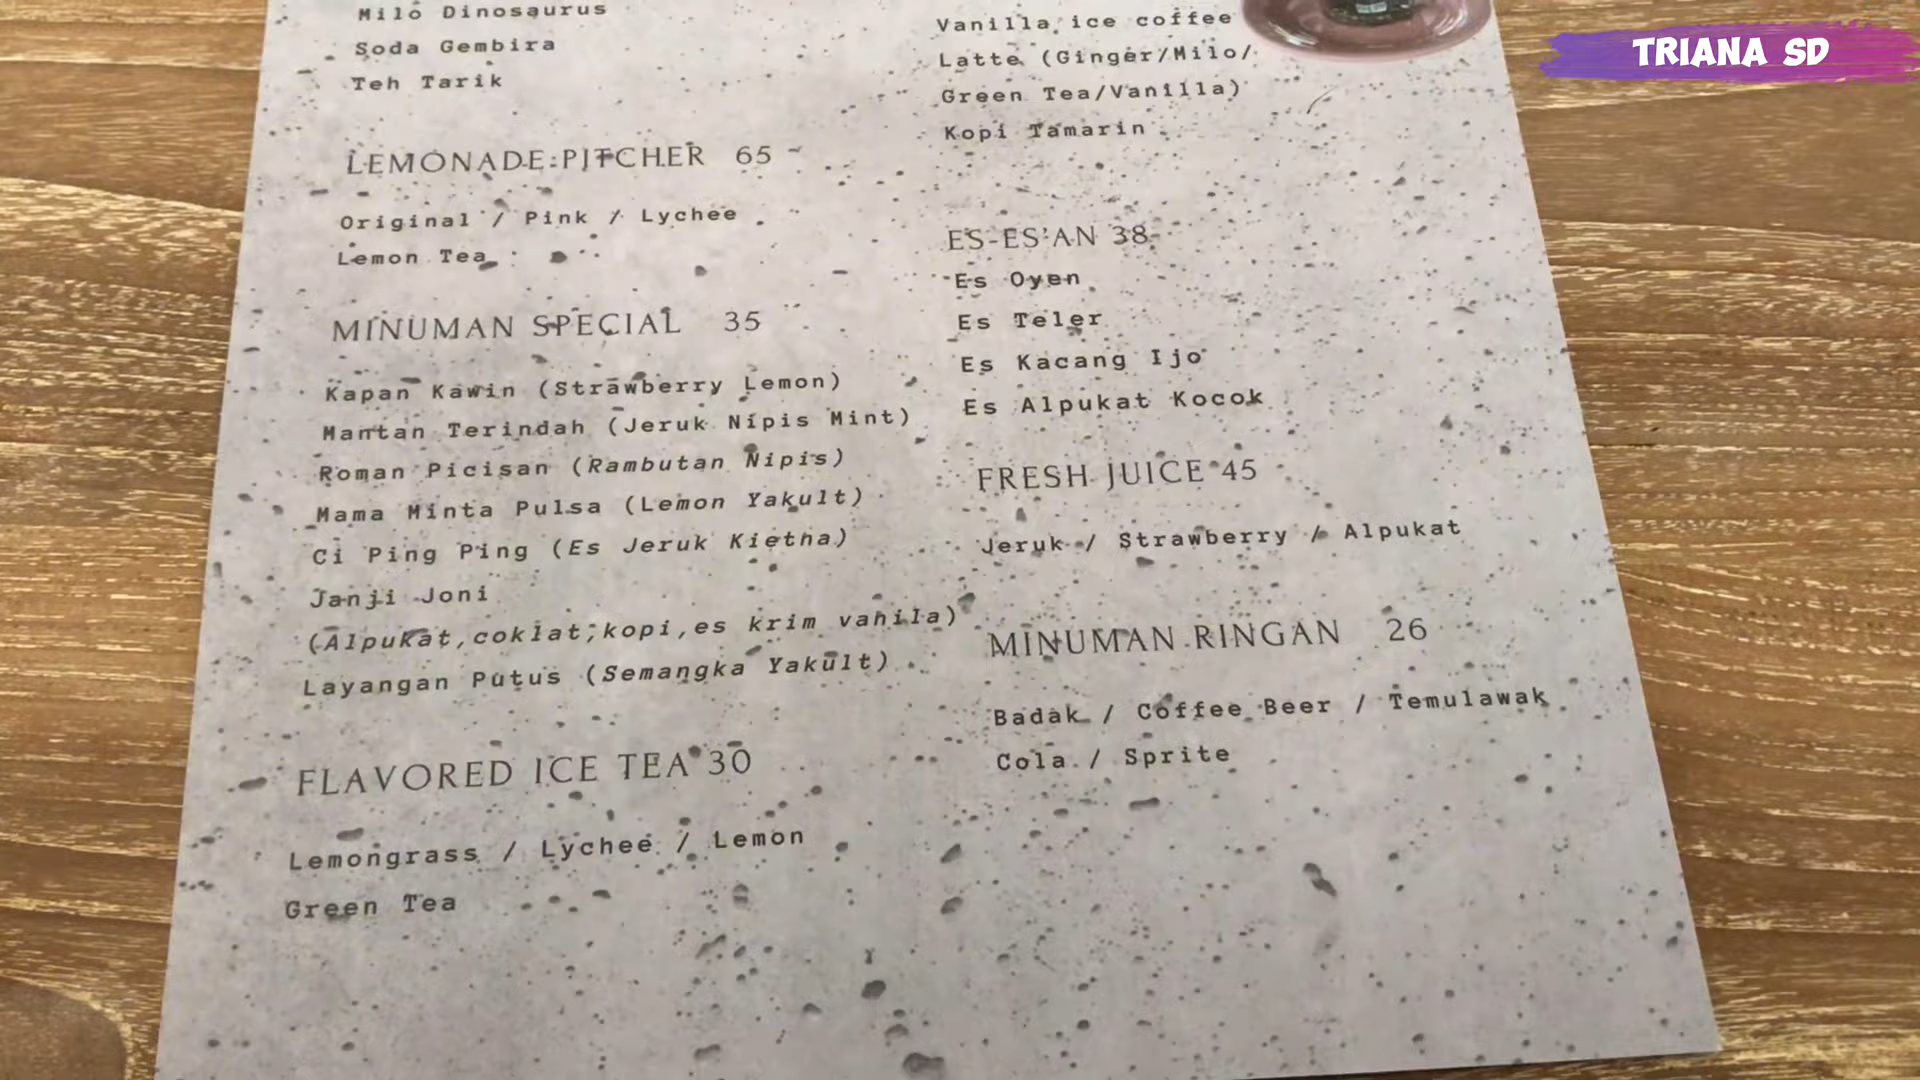 Milo Dinosaurus
Soda Gembira
Teh Tarik
LEMONADE PITCHER 65
Original / Pink / Lychee
Lemon Tea
MINUMAN SPECIAL 35
Kapan Kawin (Strawberry Lemon)
Mantan Terindah (Jeruk Nipis Mint)
Roman Picisan (Rambutan Nipis)
Mama Minta Pulsa (Lemon Yakult)
Ci Ping Ping (Es Jeruk Kietna)
Janji Joni
(Alpukat,coklat,kopi,es krim vanila)
Layangan Putus (Semangka Yakult)
FLAVORED ICE TEA 30
Lemongrass / Lychee / Lemon
Green Tea
Vanilla ice coffee
Latte (Ginger/Milo/
Green Tea/Vanilla)
Kopi Tamarin
ES-ES'AN 38
Es Oyen
Es Teler
Es Kacang Ijo
Es Alpukat Kocok
FRESH JUICE 45
Jeruk / Strawberry / Alpukat
MINUMAN RINGAN 26
Badak / Coffee Beer / Temulawak
Cola / Sprite
TRIANA SD